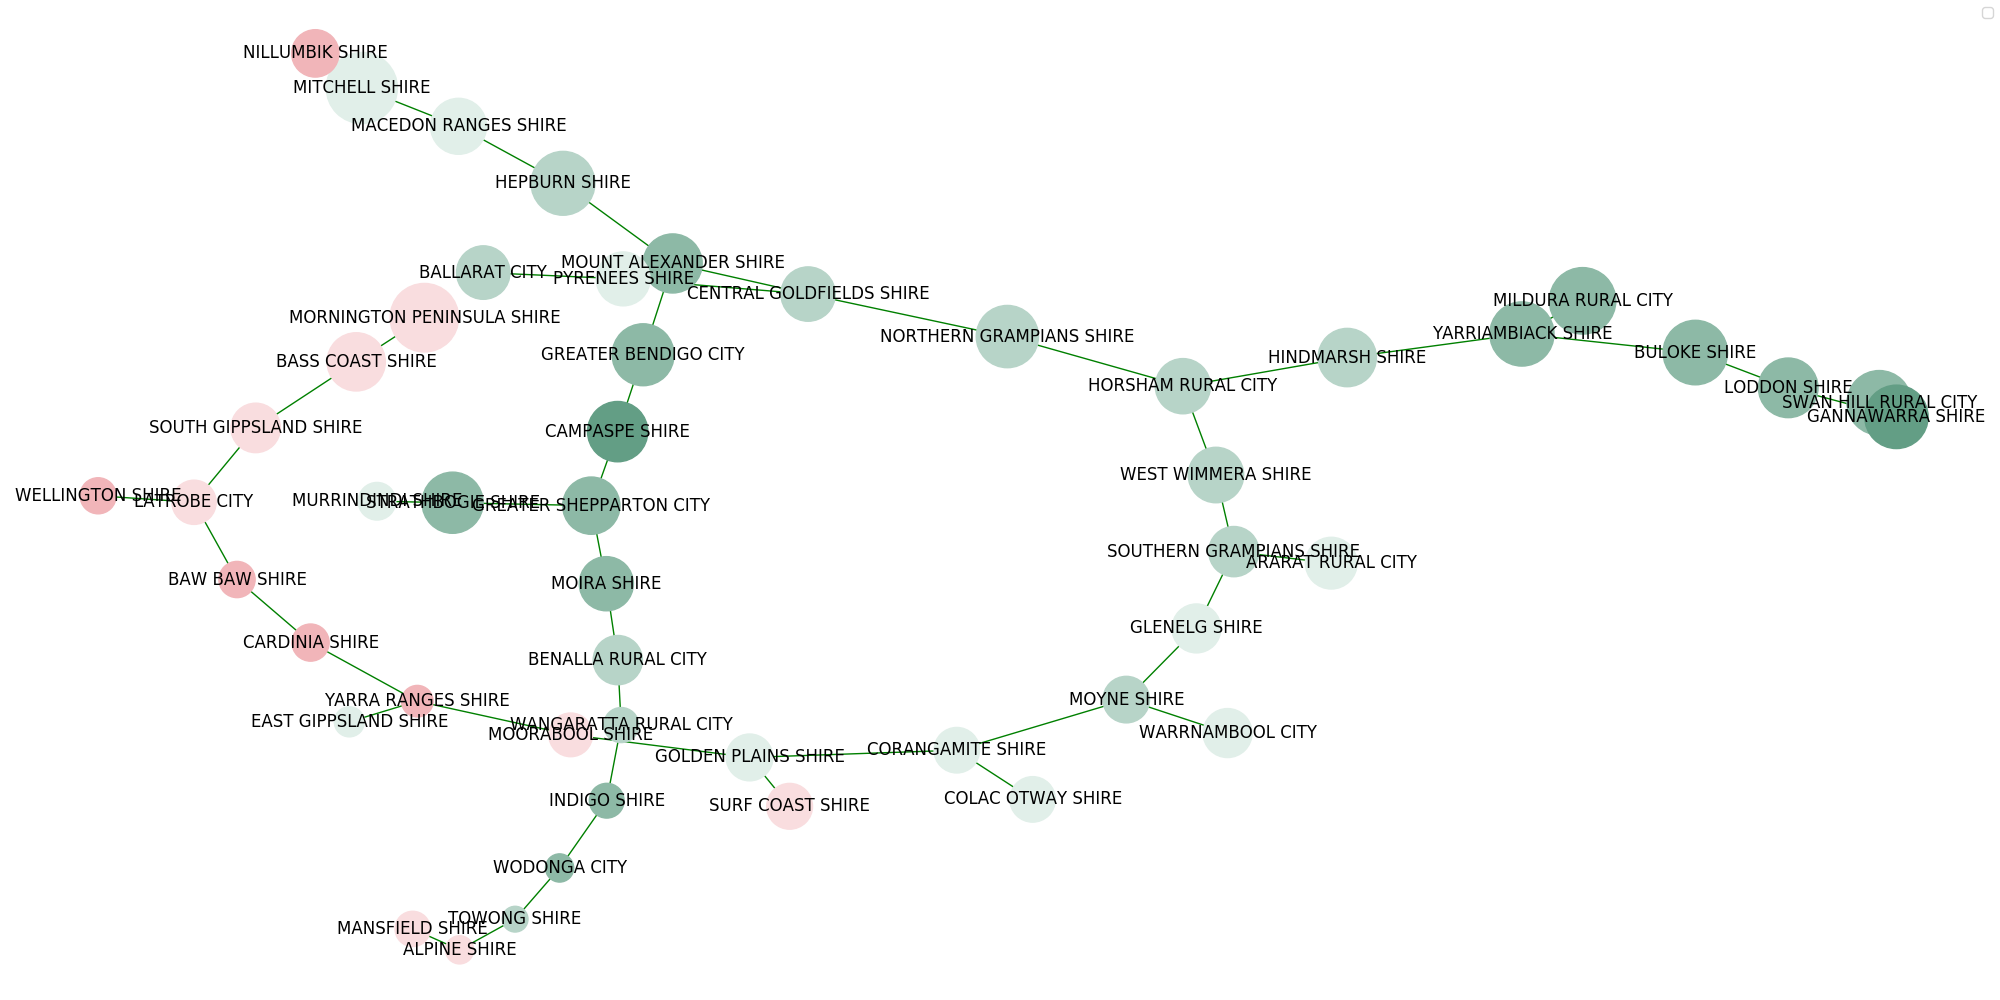 NILLUMBIK SHIRE
MITCHELL SHIRE
MACEDON RANGES SHIRE
HEPBURN SHIRE
MOUNT ALEXANDER SHIRE
BALLARAT CITY
PYRENEES SHIRE
CENTRAL GOLDFIELDS SHIRE
MILDURA RURAL CITY
MORNINGTON PENINSULA SHIRE
YARRIAMBIACK SHIRE
NORTHERN GRAMPIANS SHIRE
BULOKE SHIRE
GREATER BENDIGO CITY
HINDMARSH SHIRE
BASS COAST SHIRE
HORSHAM RURAL CITY
LODDON SHIRE
SWAN HILL RURAL CITY
GANNAWARRA SHIRE
SOUTH GIPPSLAND SHIRE
CAMPASPE SHIRE
WEST WIMMERA SHIRE
WELLINGTON SHIRE
LATROBE CITY
MURRINDINDI SHIRE
STRATHBOGIE SHIRE
GREATER SHEPPARTON CITY
SOUTHERN GRAMPIANS SHIRE
ARARAT RURAL CITY
BAW BAW SHIRE
MOIRA SHIRE
GLENELG SHIRE
CARDINIA SHIRE
BENALLA RURAL CITY
YARRA RANGES SHIRE
MOYNE SHIRE
EAST GIPPSLAND SHIRE
WANGARATTA RURAL CITY
MOORABOOL SHIRE
WARRNAMBOOL CITY
CORANGAMITE SHIRE
GOLDEN PLAINS SHIRE
INDIGO SHIRE
SURF COAST SHIRE
COLAC OTWAY SHIRE
WODONGA CITY
TOWONG SHIRE
MANSFIELD SHIRE
ALPINE SHIRE